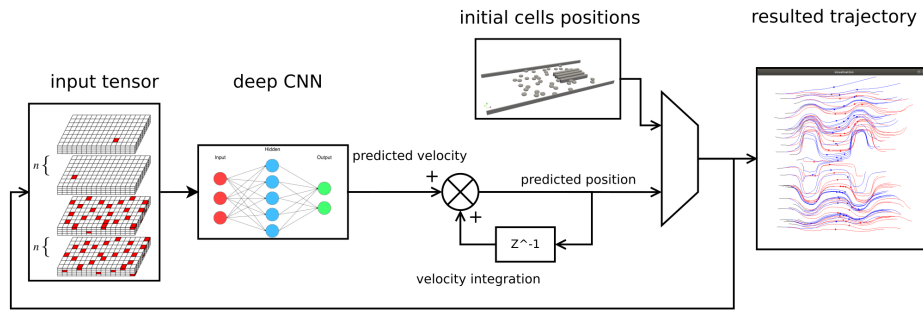 initial cells positions
resulted trajectory
input tensor
deep CNN
n {
n {
Input
Hidden
Output
predicted velocity
+
+
predicted position
Z^-1
velocity integration